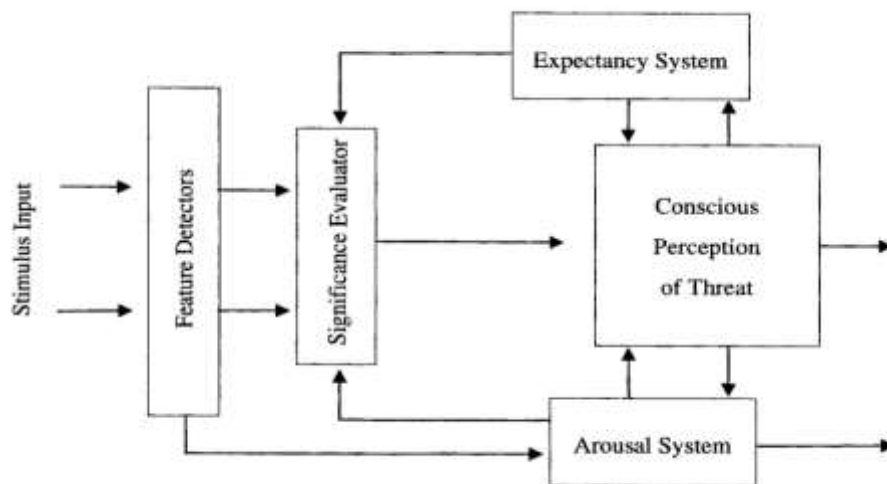 Stimulus Input
Feature Detectors
Significance Evaluator
Expectancy System
Conscious
Perception
of Threat
Arousal System